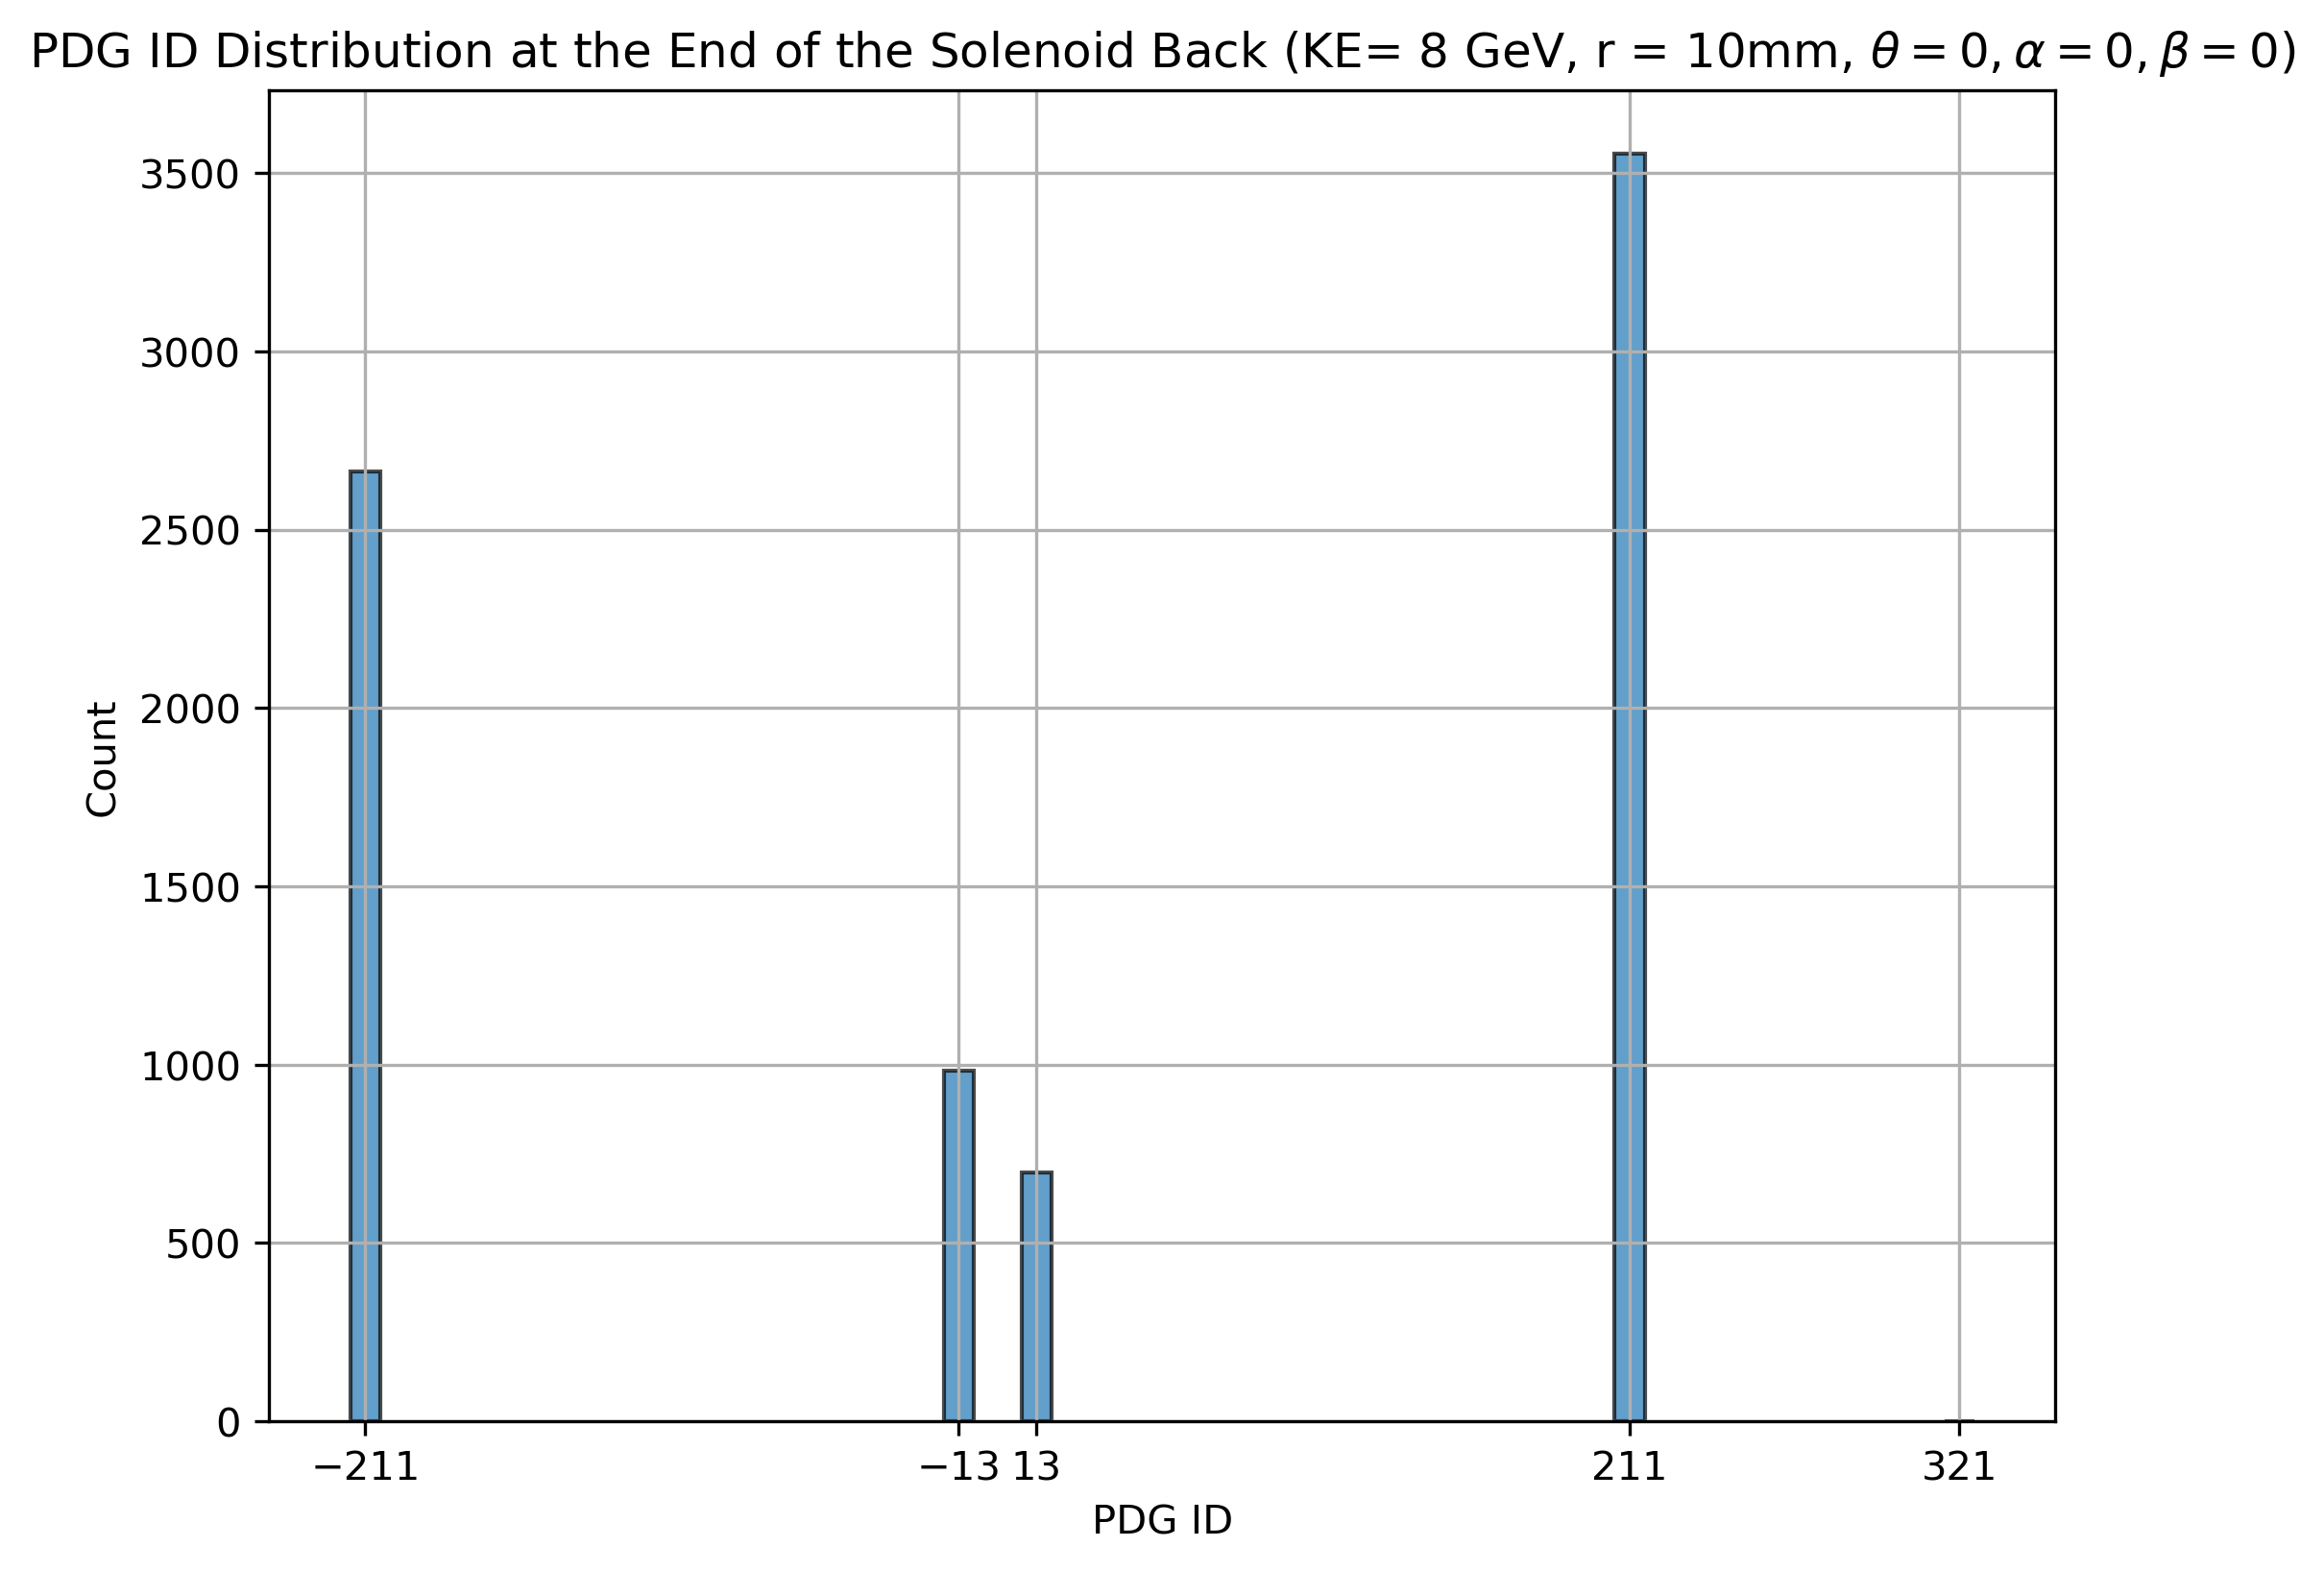 PDG ID Distribution at the End of the Solenoid Back (KE= 8 GeV, r = 10mm, θ = 0, α = 0, β = 0)
3500
3000
2500
2000
1500
1000
500
0
Count
−211 −13 13 211 321
PDG ID